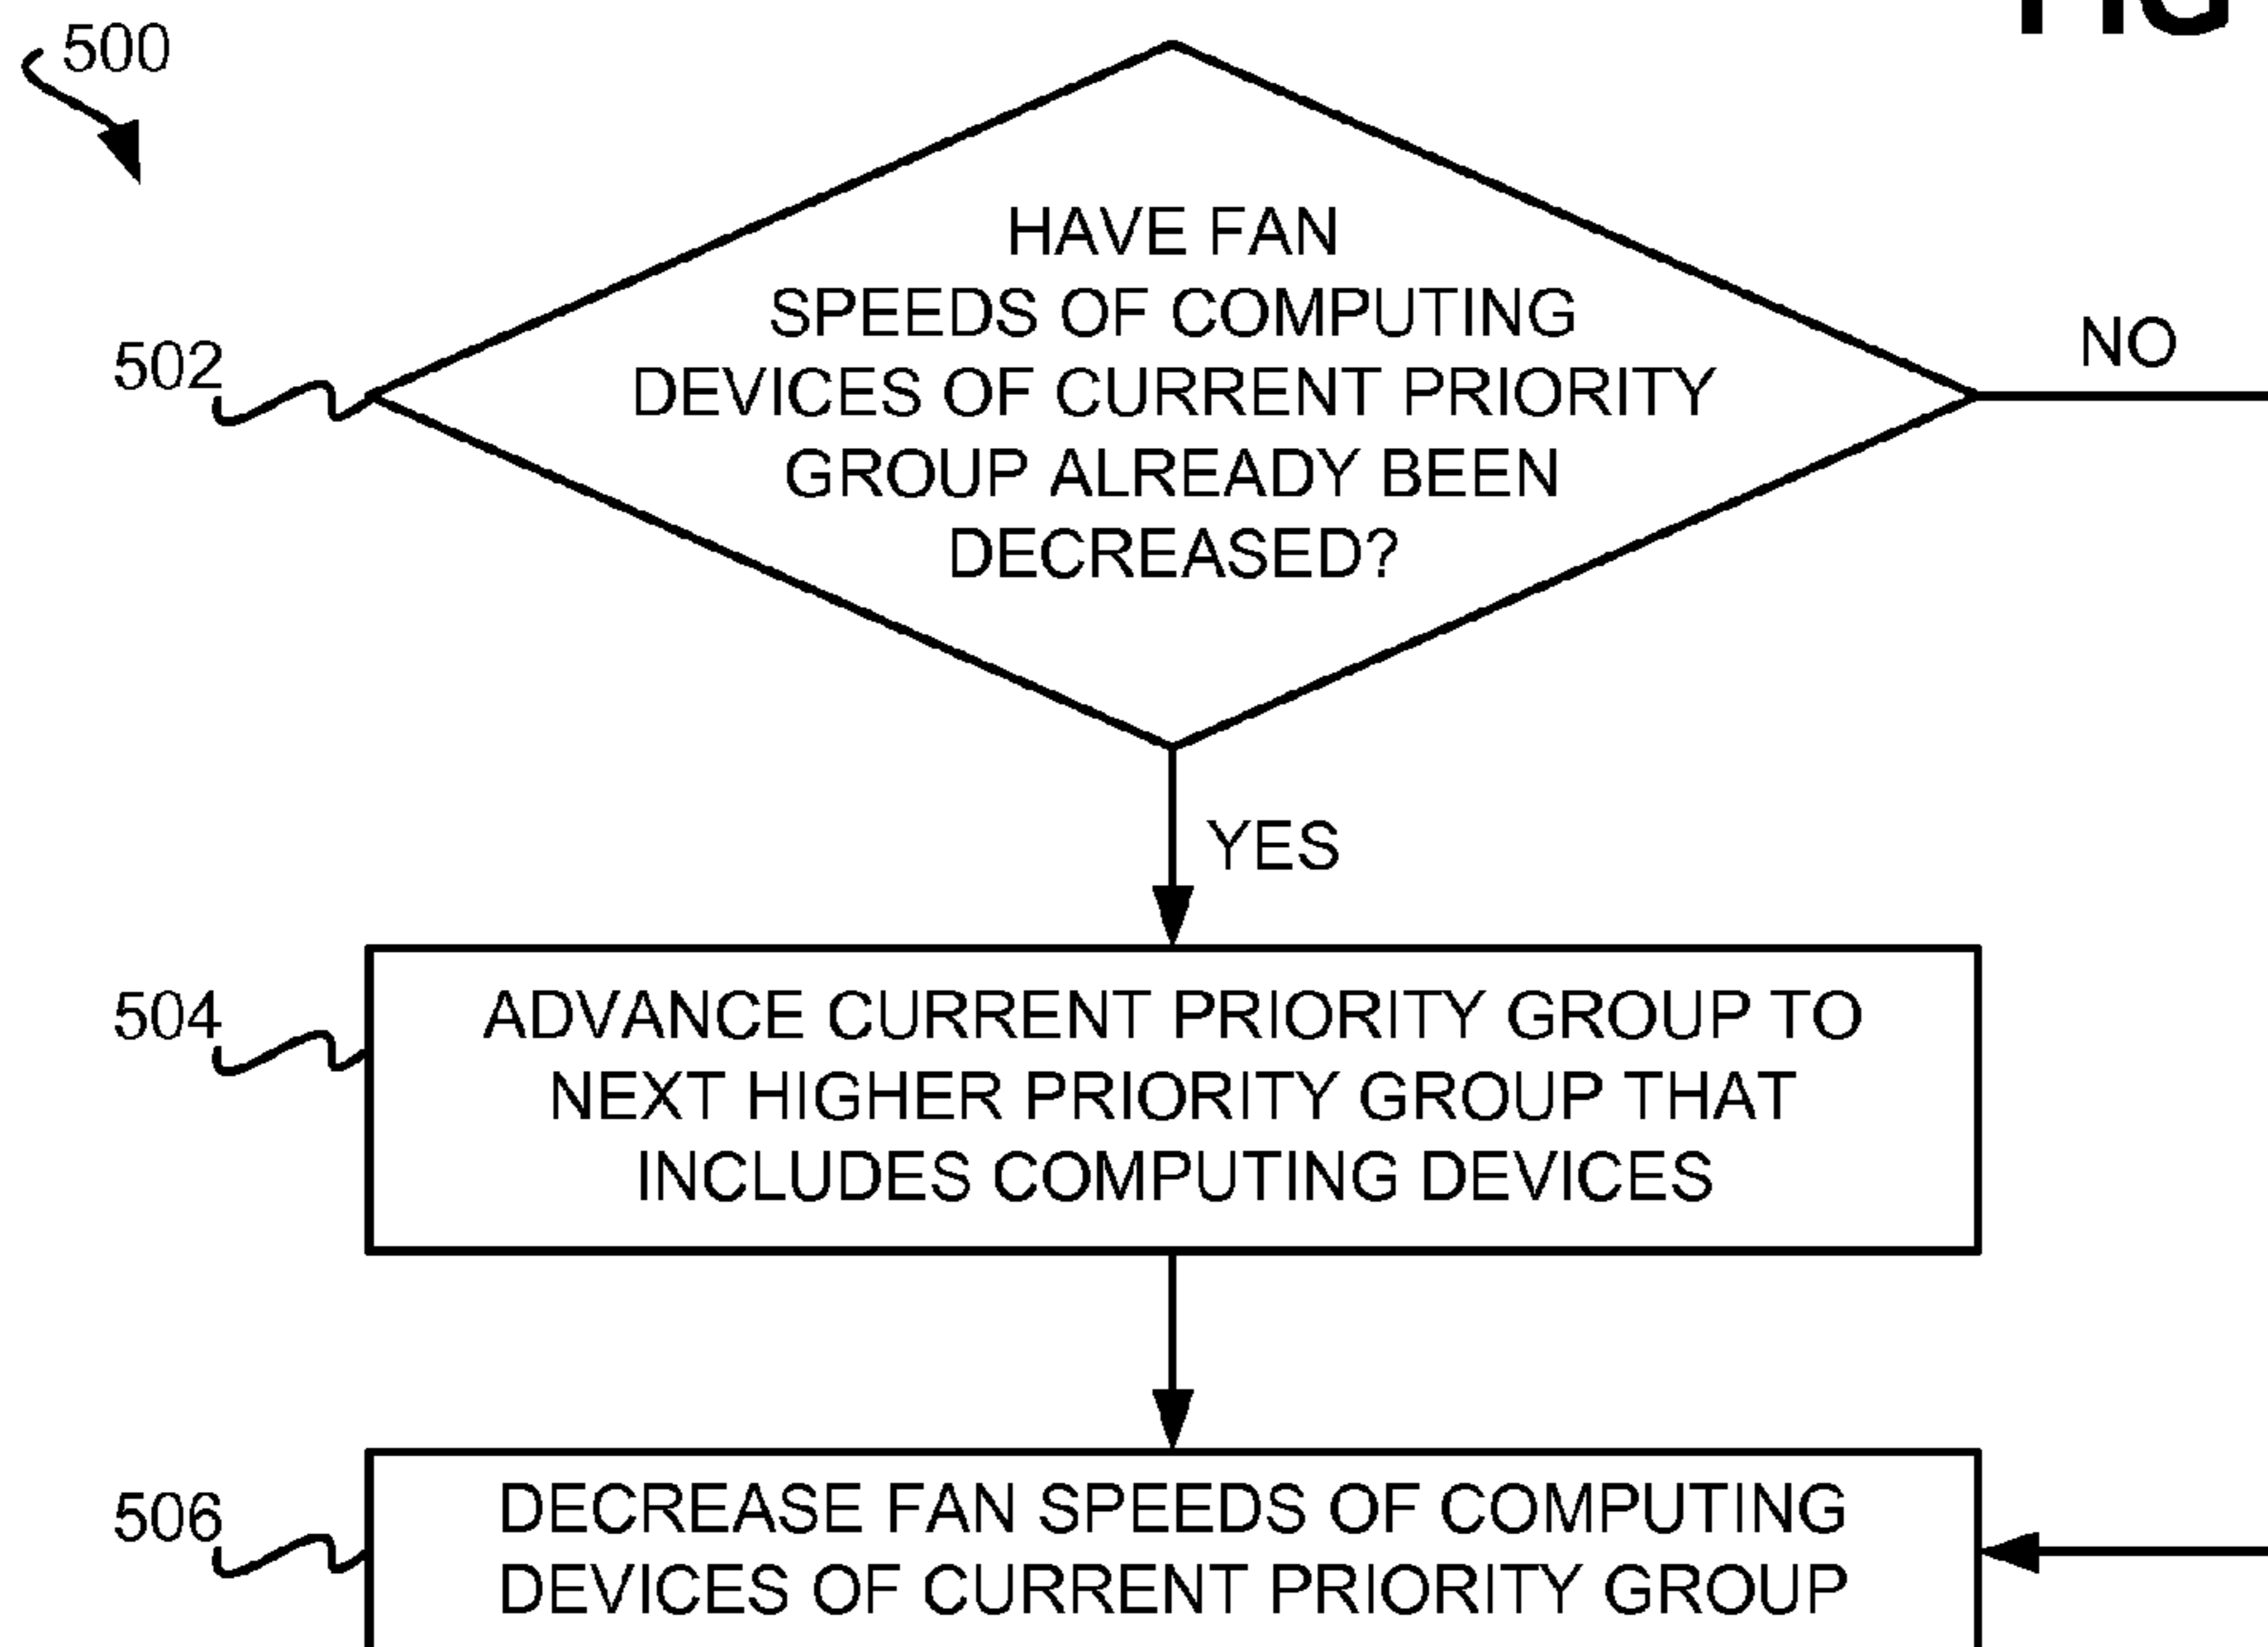 500
HAVE FAN
SPEEDS OF COMPUTING
DEVICES OF CURRENT PRIORITY
GROUP ALREADY BEEN
DECREASED?
502
NO
YES
504
ADVANCE CURRENT PRIORITY GROUP TO
NEXT HIGHER PRIORITY GROUP THAT
INCLUDES COMPUTING DEVICES
506
DECREASE FAN SPEEDS OF COMPUTING
DEVICES OF CURRENT PRIORITY GROUP